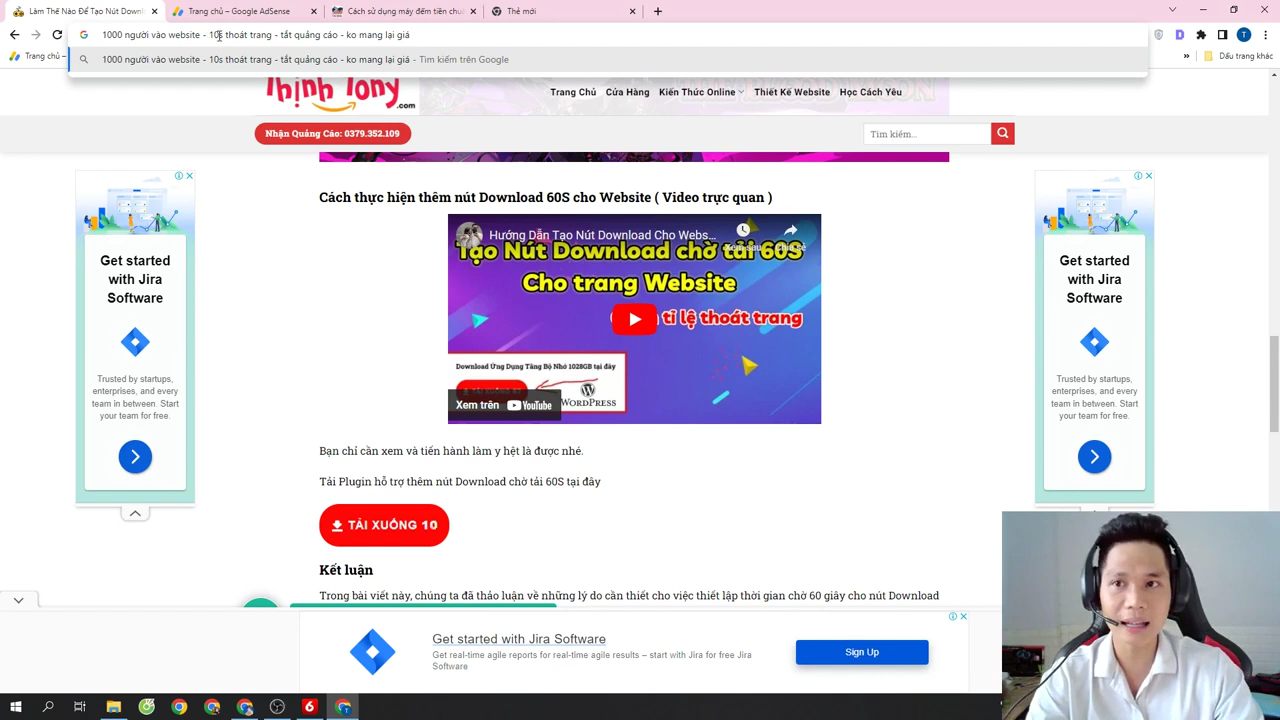 Làm Thế Nào Để Tạo Nút Down
Trang chủ – Google AdSense
Cách sử dụng máy đếm tiền chuẩ
Thẻ mới
1000 người vào website - 10s thoát trang - tắt quảng cáo - ko mang lại giá
1000 người vào website - 10s thoát trang - tắt quảng cáo - ko mang lại giá - Tìm kiếm trên Google
Trang chủ –
»
Dấu trang khác
Thịnh Tony
.com
Trang Chủ
Cửa Hàng
Kiến Thức Online
Thiết Kế Website
Học Cách Yêu
Nhận Quảng Cáo: 0379.352.109
Tìm kiếm...
Cách thực hiện thêm nút Download 60S cho Website ( Video trực quan )
Hướng Dẫn Tạo Nút Download Cho Webs...
Xem sau
Chia sẻ
Tạo Nút Download chờ tải 60S
Cho trang Website
tỉ lệ thoát trang
Download Ứng Dụng Tăng Bộ Nhớ 1028GB tại đây
WORDPRESS
Xem trên YouTube
Get started
with Jira
Software
Trusted by startups,
enterprises, and every
team in between. Start
your team for free.
Get started
with Jira
Software
Trusted by startups,
enterprises, and every
team in between. Start
your team for free.
Bạn chỉ cần xem và tiến hành làm y hệt là được nhé.
Tải Plugin hỗ trợ thêm nút Download chờ tải 60S tại đây
TẢI XUỐNG 10
Kết luận
Trong bài viết này, chúng ta đã thảo luận về những lý do cần thiết cho việc thiết lập thời gian chờ 60 giây cho nút Download
Get started with Jira Software
Get real-time agile reports for real-time agile results – start with Jira for free Jira
Software
Sign Up